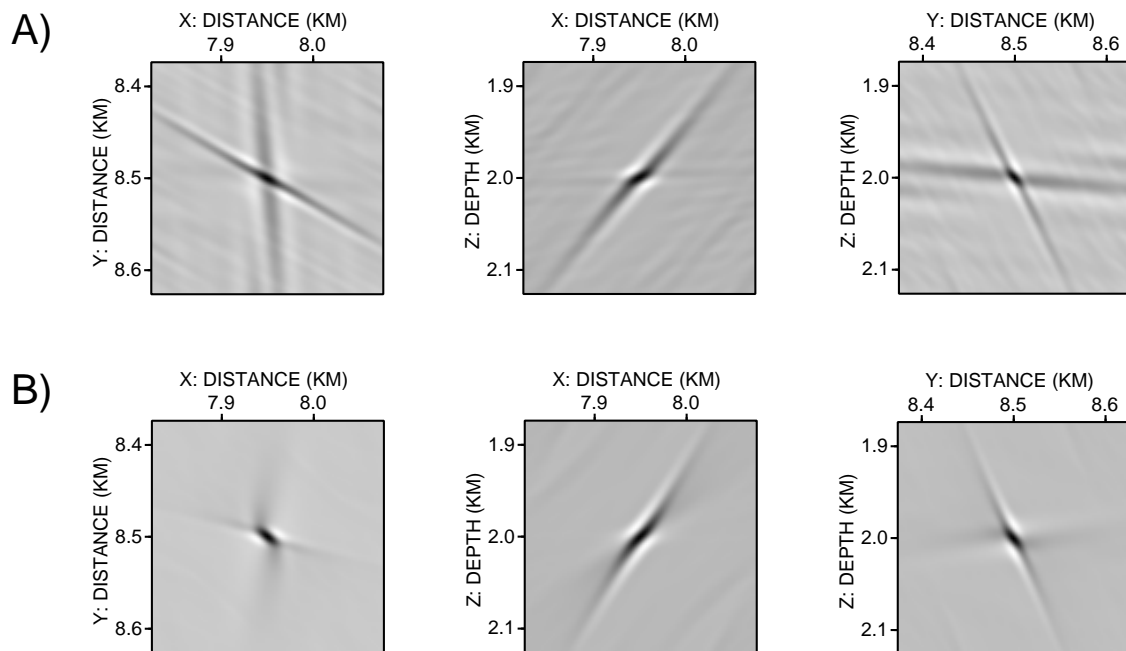 A)
X: DISTANCE (KM)
7.9 8.0
Y: DISTANCE (KM)
8.4
8.5
8.6
X: DISTANCE (KM)
7.9 8.0
Z: DEPTH (KM)
1.9
2.0
2.1
Y: DISTANCE (KM)
8.4 8.5 8.6
Z: DEPTH (KM)
1.9
2.0
2.1
B)
X: DISTANCE (KM)
7.9 8.0
Y: DISTANCE (KM)
8.4
8.5
8.6
X: DISTANCE (KM)
7.9 8.0
Z: DEPTH (KM)
1.9
2.0
2.1
Y: DISTANCE (KM)
8.4 8.5 8.6
Z: DEPTH (KM)
1.9
2.0
2.1